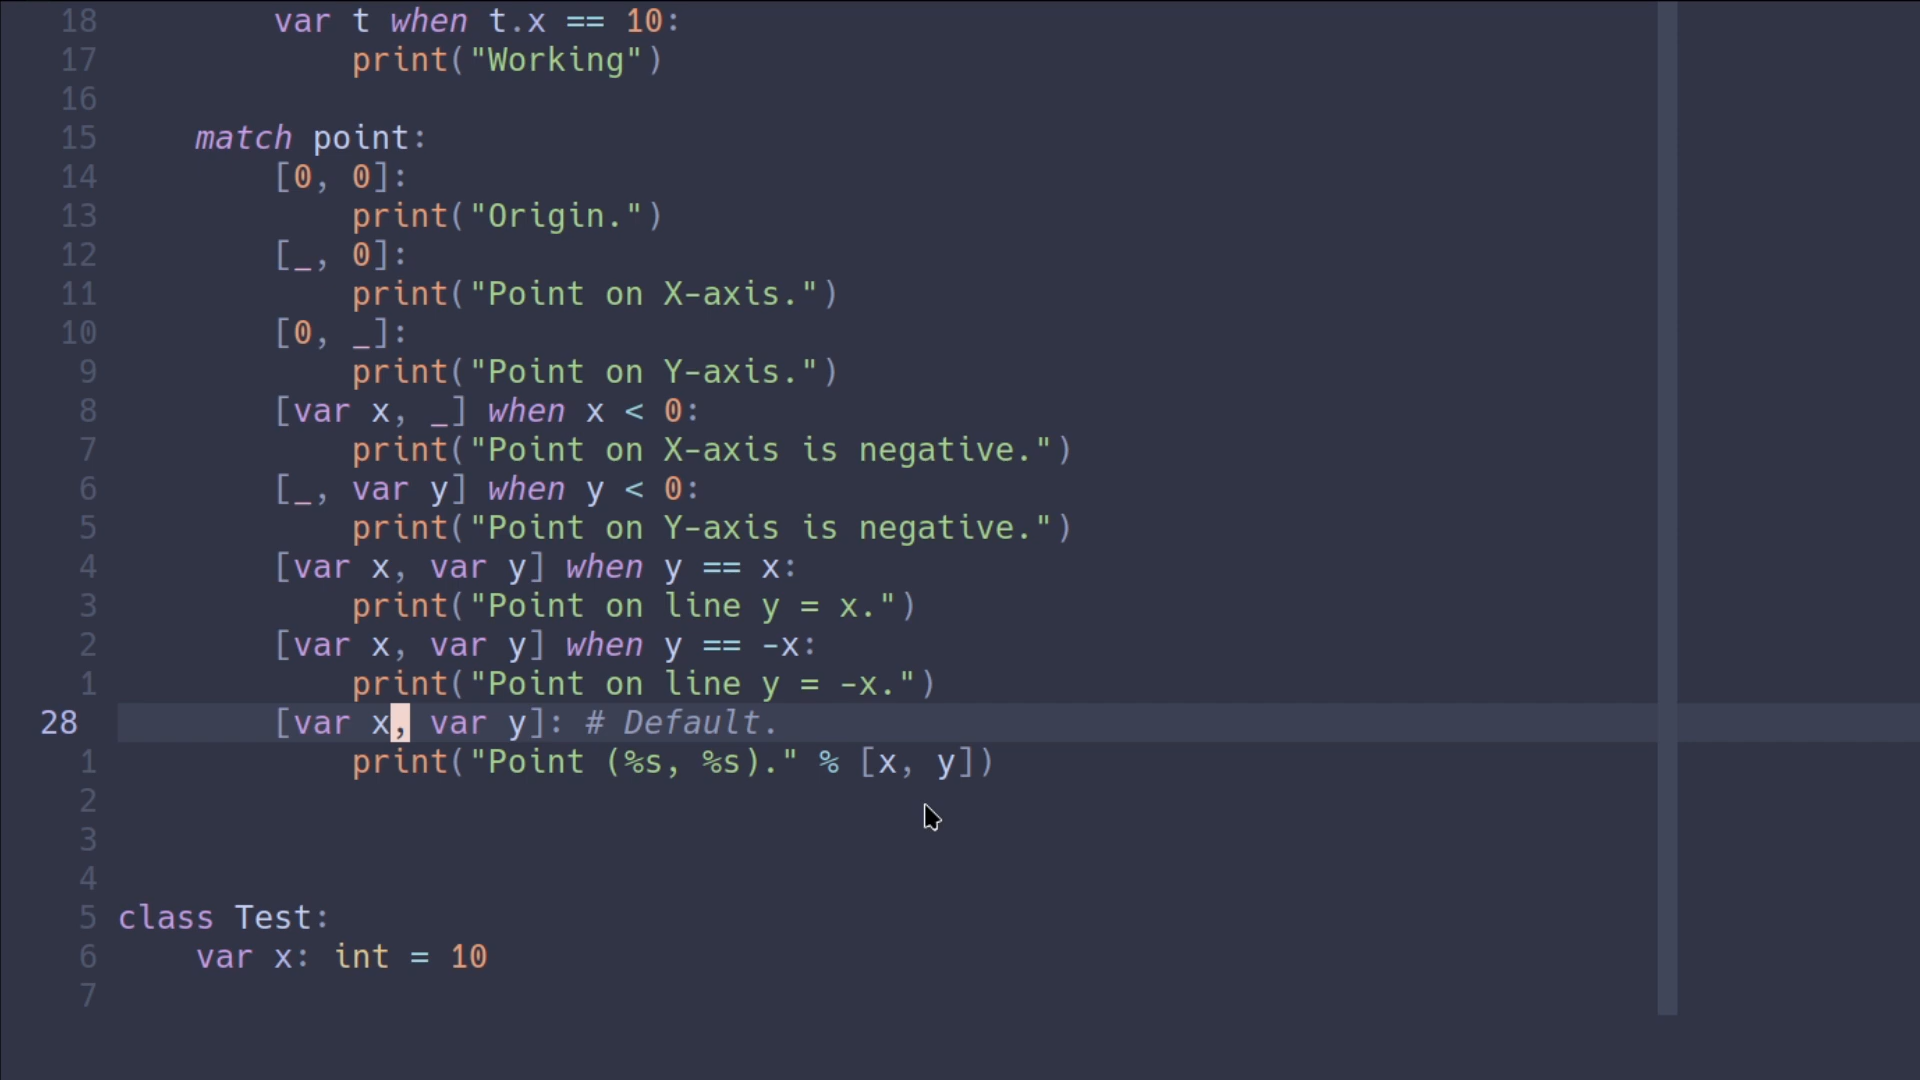 18 var t when t.x == 10:
17 print("Working")
16
15 match point:
14 [0, 0]:
13 print("Origin.")
12 [_, 0]:
11 print("Point on X-axis.")
10 [0, _]:
9 print("Point on Y-axis.")
8 [var x, _] when x < 0:
7 print("Point on X-axis is negative.")
6 [_, var y] when y < 0:
5 print("Point on Y-axis is negative.")
4 [var x, var y] when y == x:
3 print("Point on line y = x.")
2 [var x, var y] when y == -x:
1 print("Point on line y = -x.")
28 [var x, var y]: # Default.
1 print("Point (%s, %s)." % [x, y])
2
3
4
5 class Test:
6 var x: int = 10
7